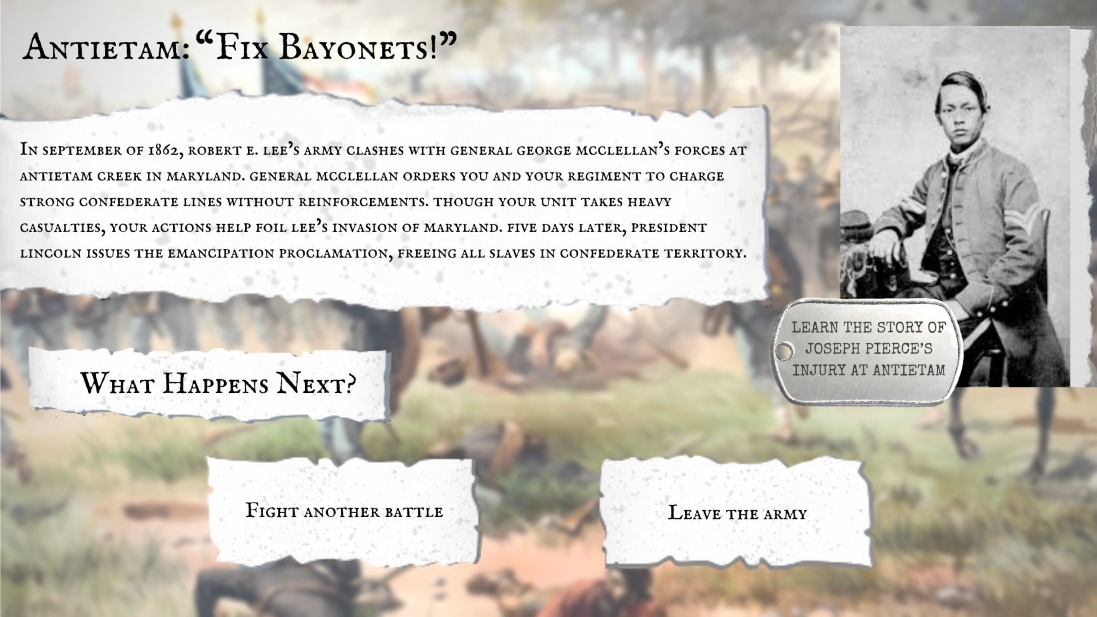 Antietam: “Fix Bayonets!”
In september of 1862, robert e. lee’s army clashes with general george mcclellan’s forces at
antietam creek in maryland. general mcclellan orders you and your regiment to charge
strong confederate lines without reinforcements. though your unit takes heavy
casualties, your actions help foil lee’s invasion of maryland. five days later, president
lincoln issues the emancipation proclamation, freeing all slaves in confederate territory.
LEARN THE STORY OF
JOSEPH PIERCE’S
INJURY AT ANTIETAM
What Happens Next?
Fight another battle
Leave the army